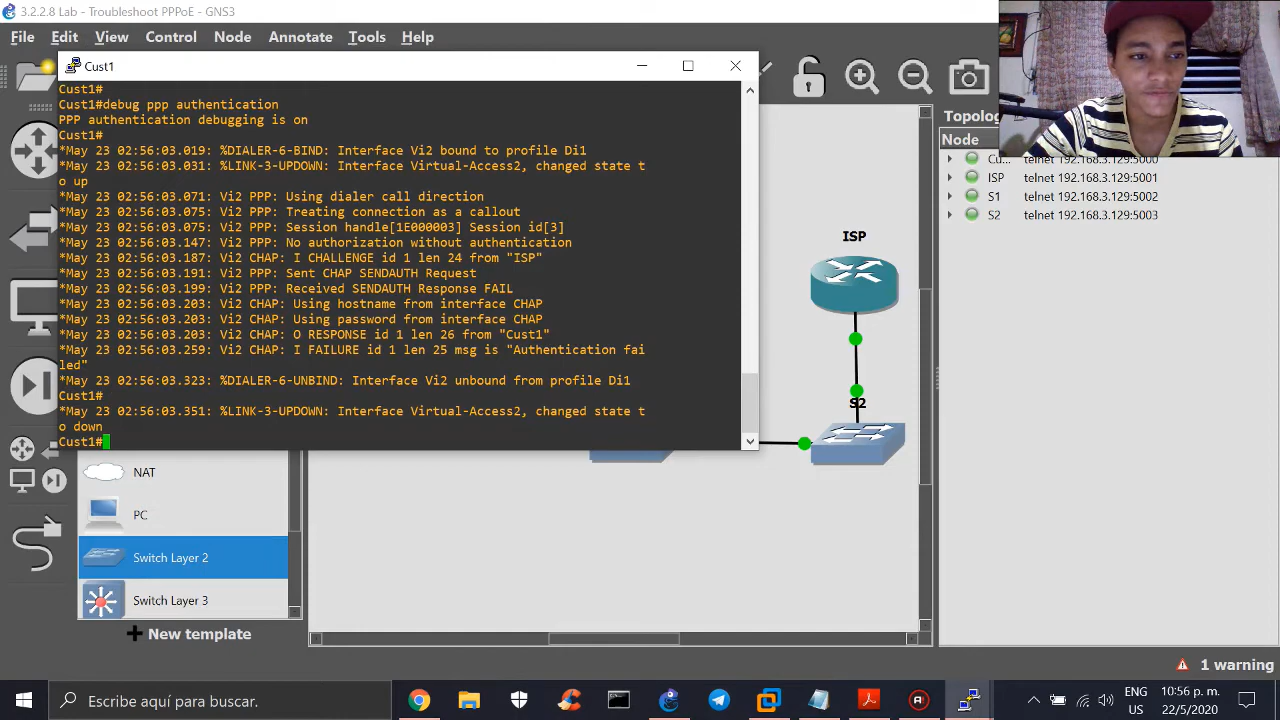 3.2.2.8 Lab - Troubleshoot PPPoE - GNS3
File Edit View Control Node Annotate Tools Help
Cust1
Cust1#
Cust1#debug ppp authentication
PPP authentication debugging is on
Cust1#
*May 23 02:56:03.019: %DIALER-6-BIND: Interface Vi2 bound to profile Di1
*May 23 02:56:03.031: %LINK-3-UPDOWN: Interface Virtual-Access2, changed state t
o up
*May 23 02:56:03.071: Vi2 PPP: Using dialer call direction
*May 23 02:56:03.075: Vi2 PPP: Treating connection as a callout
*May 23 02:56:03.075: Vi2 PPP: Session handle[1E000003] Session id[3]
*May 23 02:56:03.147: Vi2 PPP: No authorization without authentication
*May 23 02:56:03.187: Vi2 CHAP: I CHALLENGE id 1 len 24 from "ISP"
*May 23 02:56:03.191: Vi2 PPP: Sent CHAP SENDAUTH Request
*May 23 02:56:03.199: Vi2 PPP: Received SENDAUTH Response FAIL
*May 23 02:56:03.203: Vi2 CHAP: Using hostname from interface CHAP
*May 23 02:56:03.203: Vi2 CHAP: Using password from interface CHAP
*May 23 02:56:03.203: Vi2 CHAP: O RESPONSE id 1 len 26 from "Cust1"
*May 23 02:56:03.259: Vi2 CHAP: I FAILURE id 1 len 25 msg is "Authentication fai
led"
*May 23 02:56:03.323: %DIALER-6-UNBIND: Interface Vi2 unbound from profile Di1
Cust1#
*May 23 02:56:03.351: %LINK-3-UPDOWN: Interface Virtual-Access2, changed state t
o down
Cust1#
NAT
PC
Switch Layer 2
Switch Layer 3
New template
ISP
S2
Node
Cu... telnet 192.168.3.129:5000
ISP telnet 192.168.3.129:5001
S1 telnet 192.168.3.129:5002
S2 telnet 192.168.3.129:5003
1 warning
Escribe aquí para buscar.
ENG
US
10:56 p. m.
22/5/2020